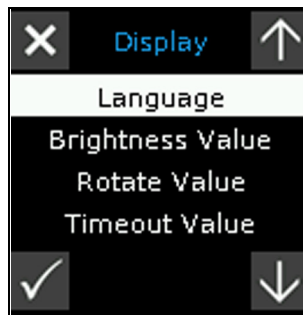 Display
Language
Brightness Value
Rotate Value
Timeout Value